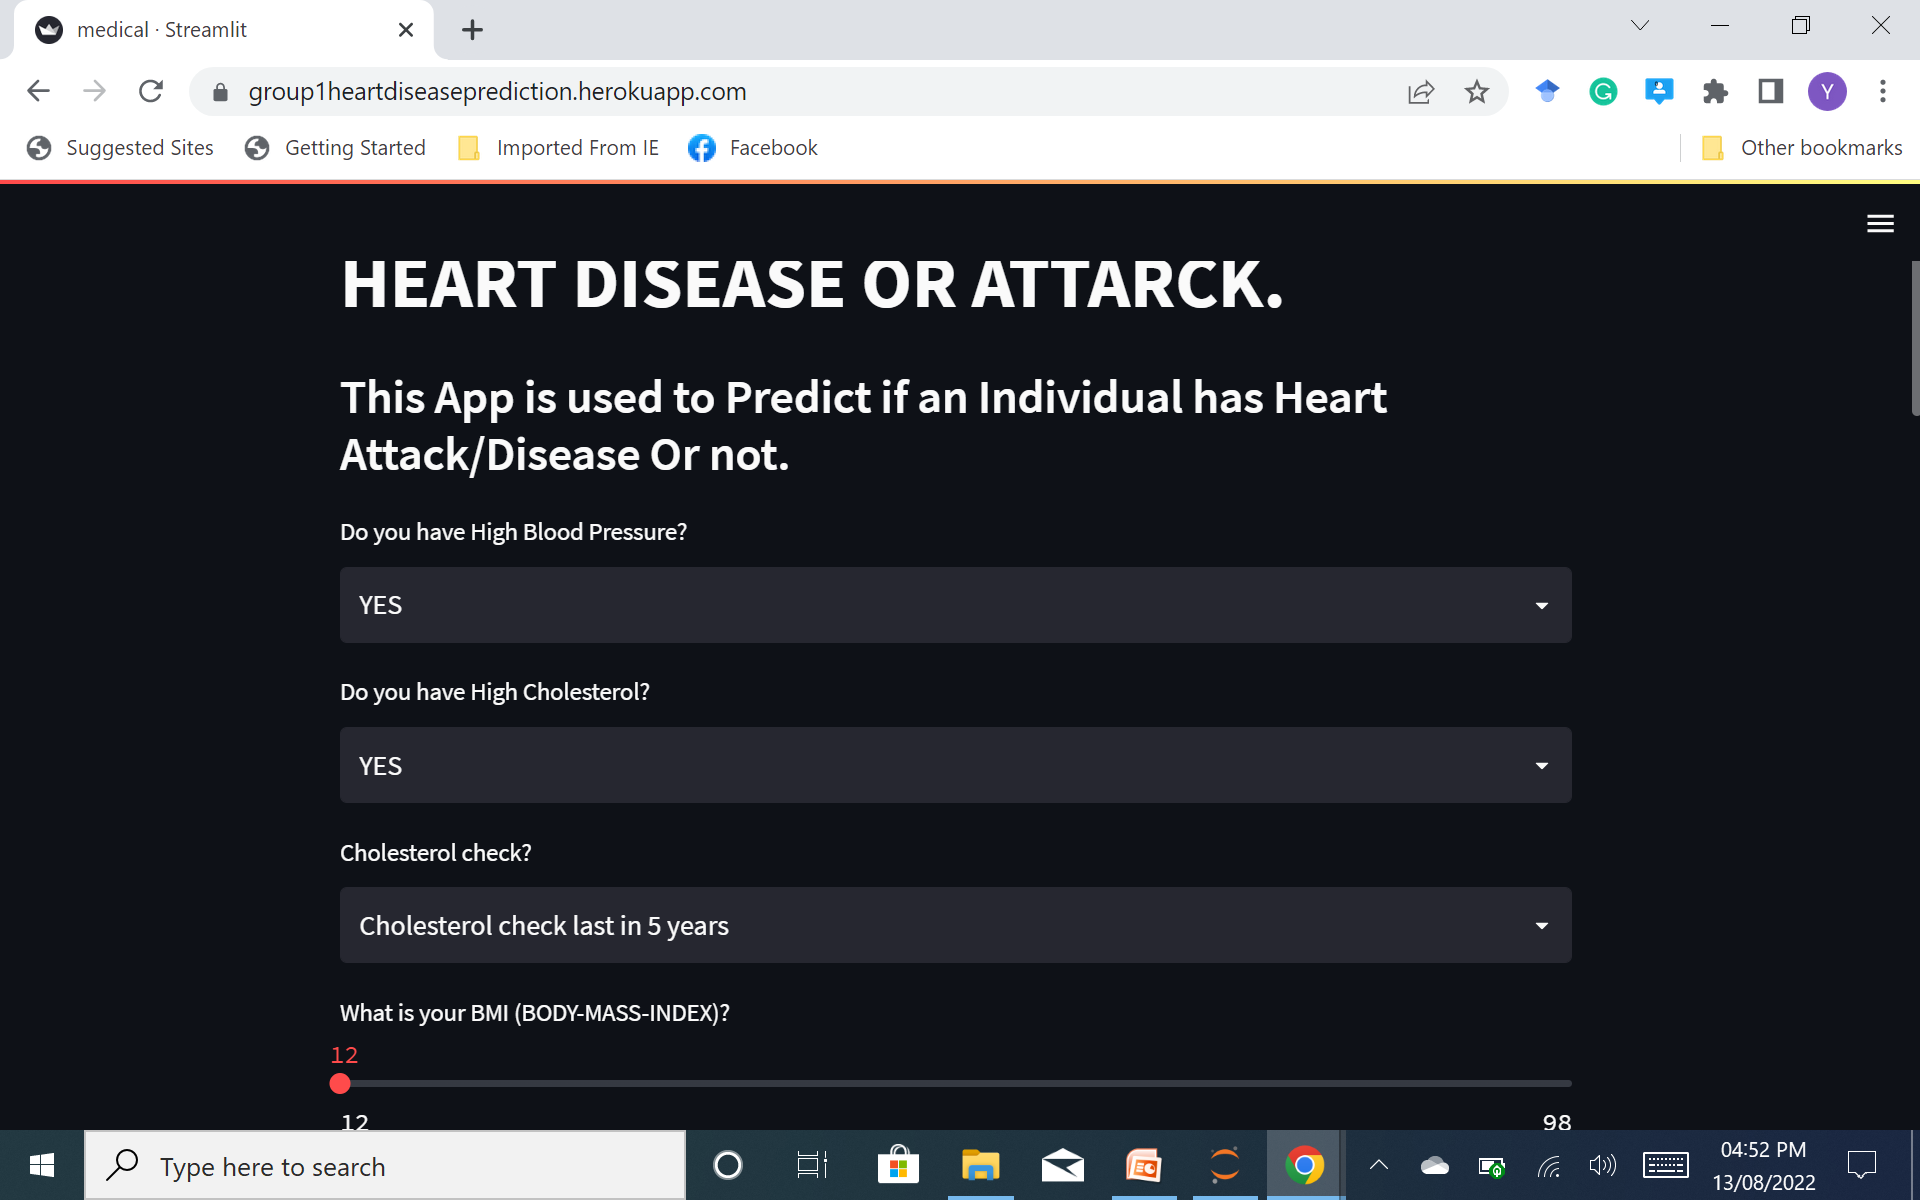 medical · Streamlit
group1heartdiseaseprediction.herokuapp.com
Y
Suggested Sites
Getting Started
Imported From IE
Facebook
Other bookmarks
HEART DISEASE OR ATTARCK.
This App is used to Predict if an Individual has Heart
Attack/Disease Or not.
Do you have High Blood Pressure?
YES
Do you have High Cholesterol?
YES
Cholesterol check?
Cholesterol check last in 5 years
What is your BMI (BODY-MASS-INDEX)?
12
12
98
Type here to search
04:52 PM
13/08/2022